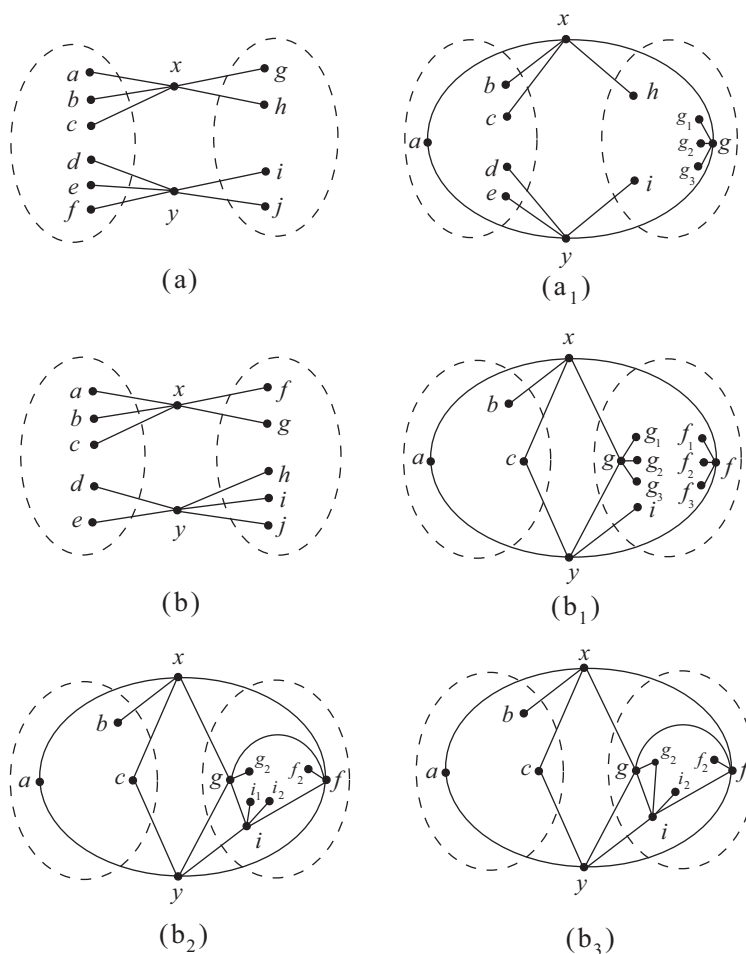 x x
a g
b h b h
c c g₁
d a g₂ g
e i d g₃
f y j e i
y
(a) (a₁)
x
x f
a b
b g g₁ f₁
c a c g g₂ f₂ f
d h g₃ f₃
i i
e y j
y
(b) (b₁)
x x
b b
g₂ f₂ g₂ f₂
a c g i₁ i₂ f a c g i₂ f
i i
y y
(b₂) (b₃)